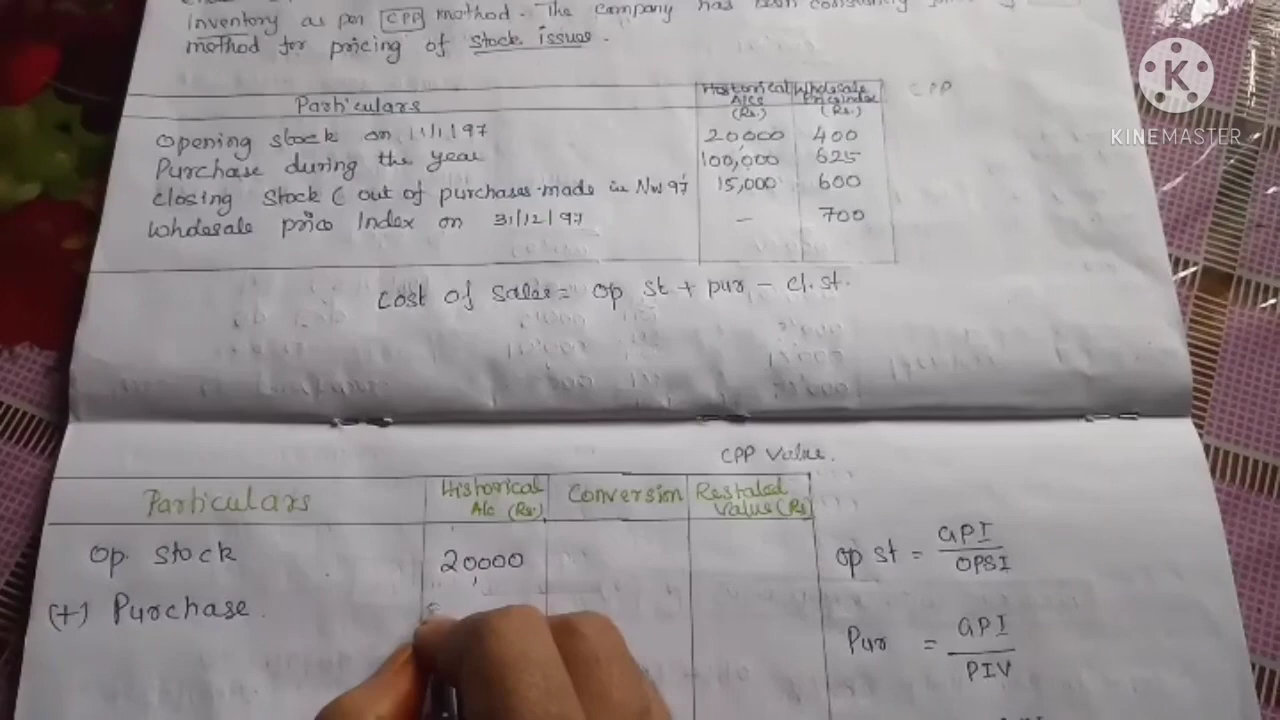 inventory as per CPP method. The company has been
method for pricing of stock issues.
Particulars Historical A/cs (Rs.) Wholesale Price Index (Rs.) CPP
Opening stock on 1/1/97 20000 400
Purchase during the year 100,000 625
Closing stock ( out of purchases made in Nov 97 15,000 600
Wholesale price Index on 31/12/97 - 700
Cost of Sales = op st + pur - cl. st.
CPP Value.
Particulars Historical A/c (Rs.) Conversion Restated Value (Rs)
Op. stock 20000
(+) Purchase.
Op st = GPI / OPSI
Pur = GPI / PIV
K
KINEMASTER